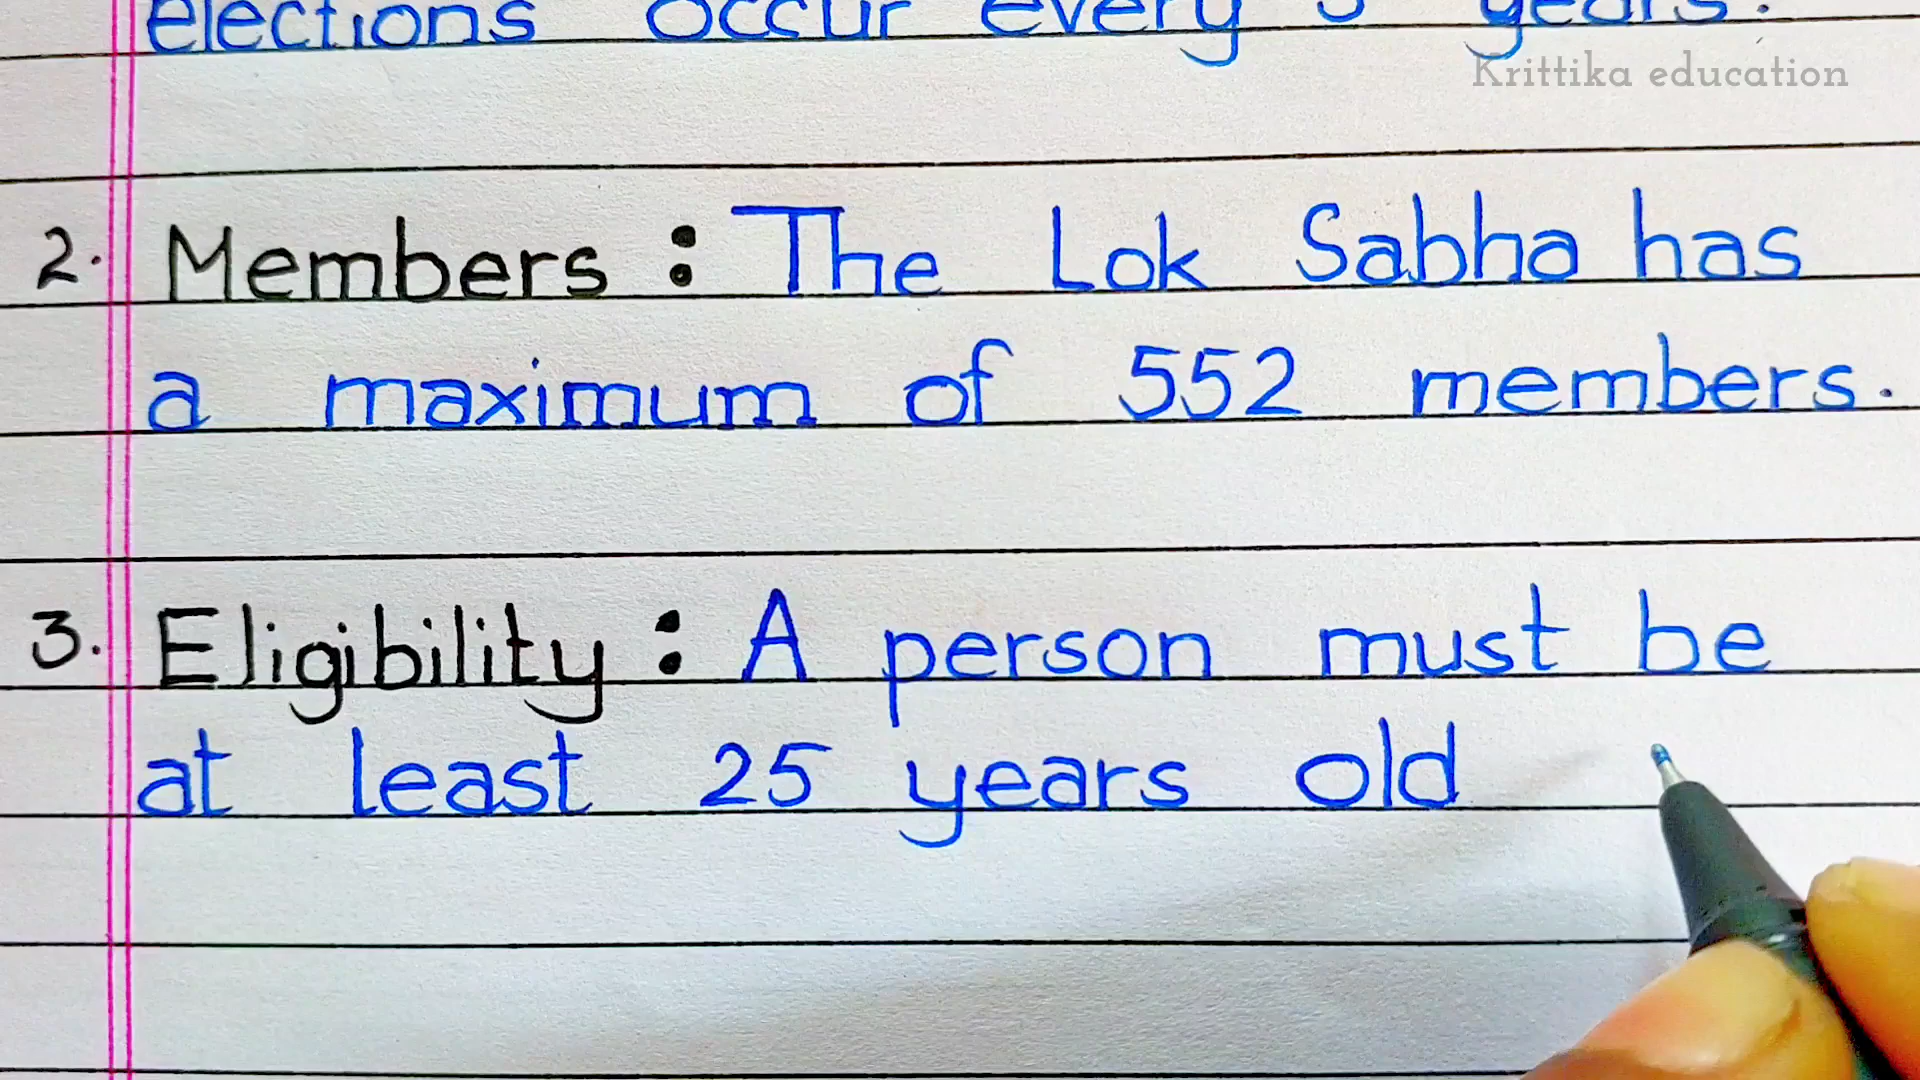 elections occur every 5 years.
Krittika education
2. Members : The Lok Sabha has
a maximum of 552 members.
3. Eligibility : A person must be
at least 25 years old